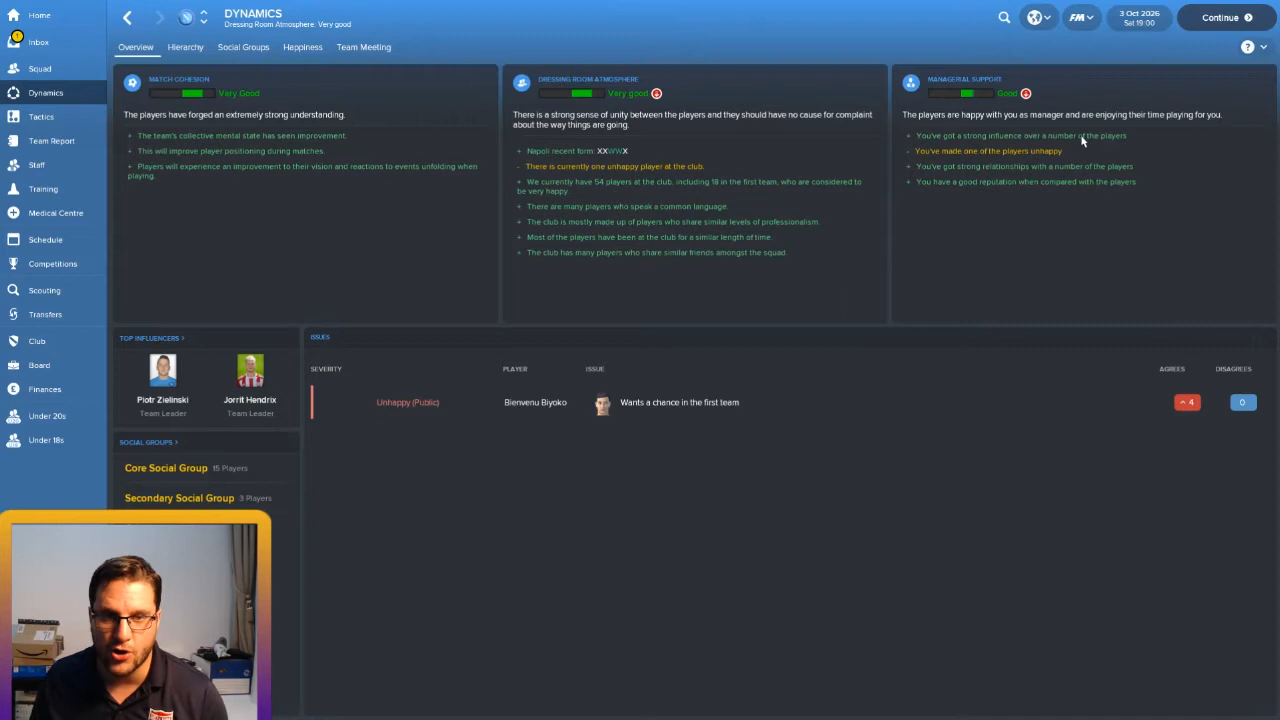 DYNAMICS
Dressing Room Atmosphere: Very good
FM
3 Oct 2026
Sat 19:00
Continue
Home
Inbox
Squad
Dynamics
Tactics
Team Report
Staff
Training
Medical Centre
Schedule
Competitions
Scouting
Transfers
Club
Board
Finances
Under 20s
Under 18s
Overview
Hierarchy
Social Groups
Happiness
Team Meeting
?
MATCH COHESION
Very Good
The players have forged an extremely strong understanding.
+ The team's collective mental state has seen improvement.
+ This will improve player positioning during matches.
+ Players will experience an improvement to their vision and reactions to events unfolding when
playing.
DRESSING ROOM ATMOSPHERE
Very good
There is a strong sense of unity between the players and they should have no cause for complaint
about the way things are going.
+ Napoli recent form: XXWWX
- There is currently one unhappy player at the club.
+ We currently have 54 players at the club, including 18 in the first team, who are considered to
be very happy.
+ There are many players who speak a common language.
+ The club is mostly made up of players who share similar levels of professionalism.
+ Most of the players have been at the club for a similar length of time.
+ The club has many players who share similar friends amongst the squad.
MANAGERIAL SUPPORT
Good
The players are happy with you as manager and are enjoying their time playing for you.
+ You've got a strong influence over a number of the players
- You've made one of the players unhappy
+ You've got strong relationships with a number of the players
+ You have a good reputation when compared with the players
TOP INFLUENCERS >
Piotr Zielinski
Team Leader
Jorrit Hendrix
Team Leader
SOCIAL GROUPS >
Core Social Group 15 Players
Secondary Social Group 3 Players
ISSUES
SEVERITY
PLAYER
ISSUE
AGREES
DISAGREES
Unhappy (Public)
Bienvenu Biyoko
Wants a chance in the first team
4
0